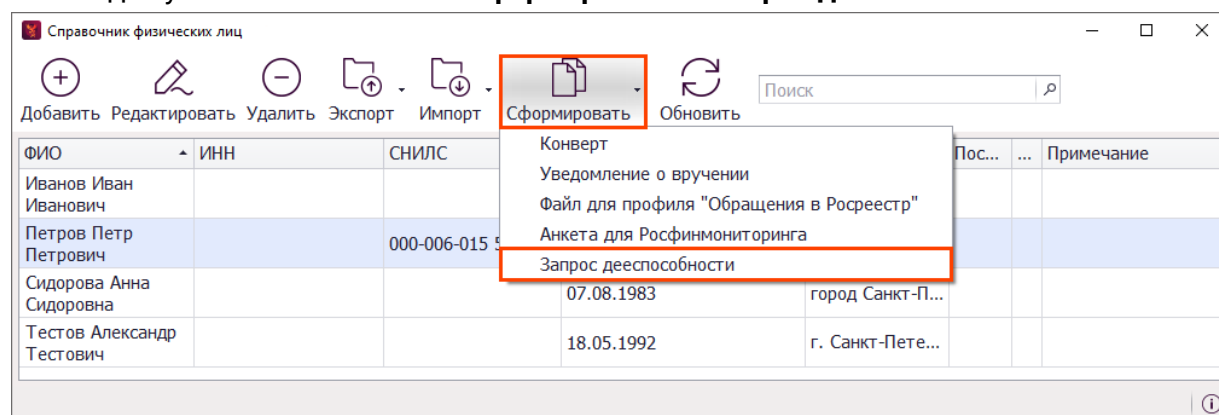 Справочник физических лиц
Добавить Редактировать Удалить Экспорт Импорт Сформировать Обновить Поиск
ФИО ИНН СНИЛС Пос... ... Примечание
Конверт
Уведомление о вручении
Файл для профиля "Обращения в Росреестр"
Анкета для Росфинмониторинга
Запрос дееспособности
Иванов Иван
Иванович
Петров Петр
Петрович
000-006-015
Сидорова Анна
Сидоровна
07.08.1983 город Санкт-П...
Тестов Александр
Тестович
18.05.1992 г. Санкт-Пете...